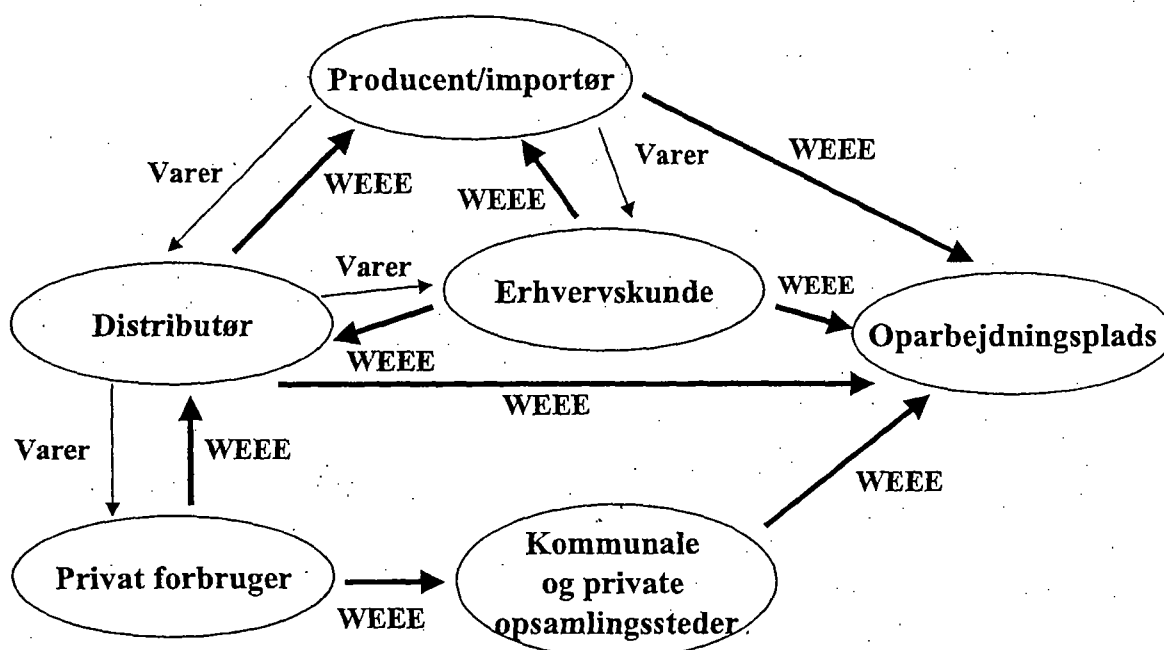 Producent/importør
WEEE
Varer
WEEE
WEEE
Varer
Varer
Erhvervskunde
WEEE
Distributør
Oparbejdningsplads
WEEE
WEEE
Varer
WEEE
WEEE
Privat forbruger
Kommunale
og private
opsamlingssteder
WEEE